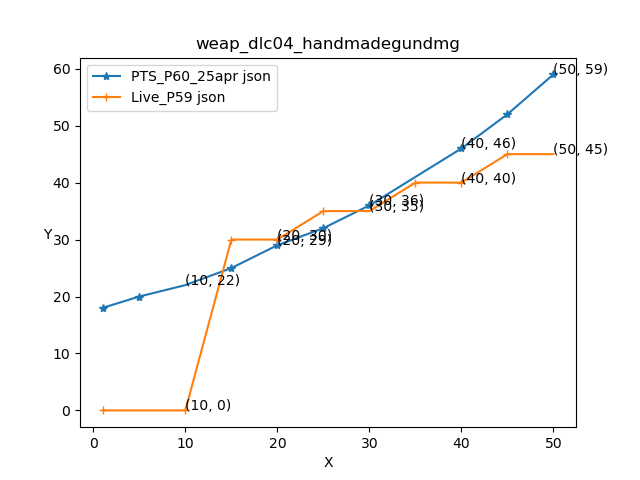 weap_dlc04_handmadegundmg
PTS_P60_25apr json
Live_P59 json
60
50
40
30
20
10
0
Y
(50, 59)
(40, 46)
(50, 45)
(40, 40)
(30, 36)
(30, 35)
(20, 30)
(20, 29)
(10, 22)
(10, 0)
0 10 20 30 40 50
X